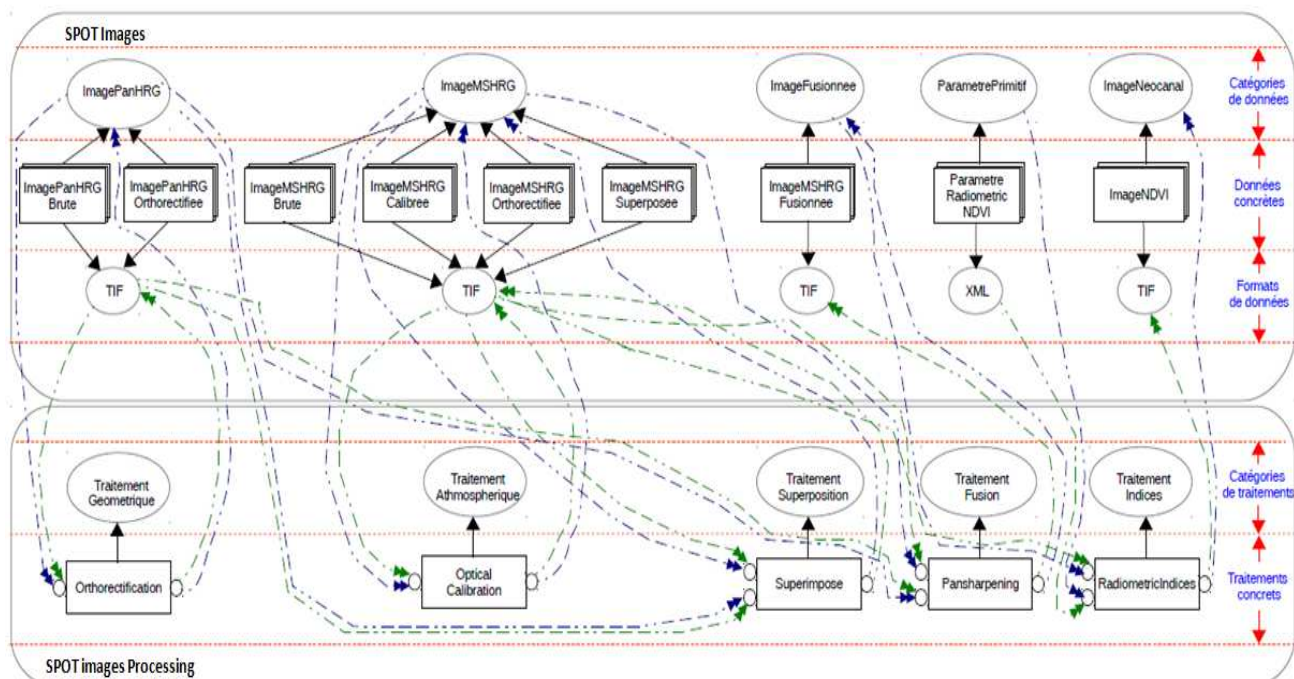 SPOT Images
ImagePanHRG
ImageMSHRG
ImageFusionnee
ParametrePrimitif
ImageNeocanal
Catégories
de données
ImagePanHRG
Brute
ImagePanHRG
Orthorectifiee
ImageMSHRG
Brute
ImageMSHRG
Calibree
ImageMSHRG
Orthorectifiee
ImageMSHRG
Superposee
ImageMSHRG
Fusionnee
Parametre
Radiometric
NDVI
ImageNDVI
Données
concrètes
TIF
TIF
TIF
XML
TIF
Formats
de données
Traitement
Geometrique
Traitement
Athmospherique
Traitement
Superposition
Traitement
Fusion
Traitement
Indices
Catégories
de traitements
Orthorectification
Optical
Calibration
Superimpose
Pansharpening
RadiometricIndices
Traitements
concrets
SPOT images Processing